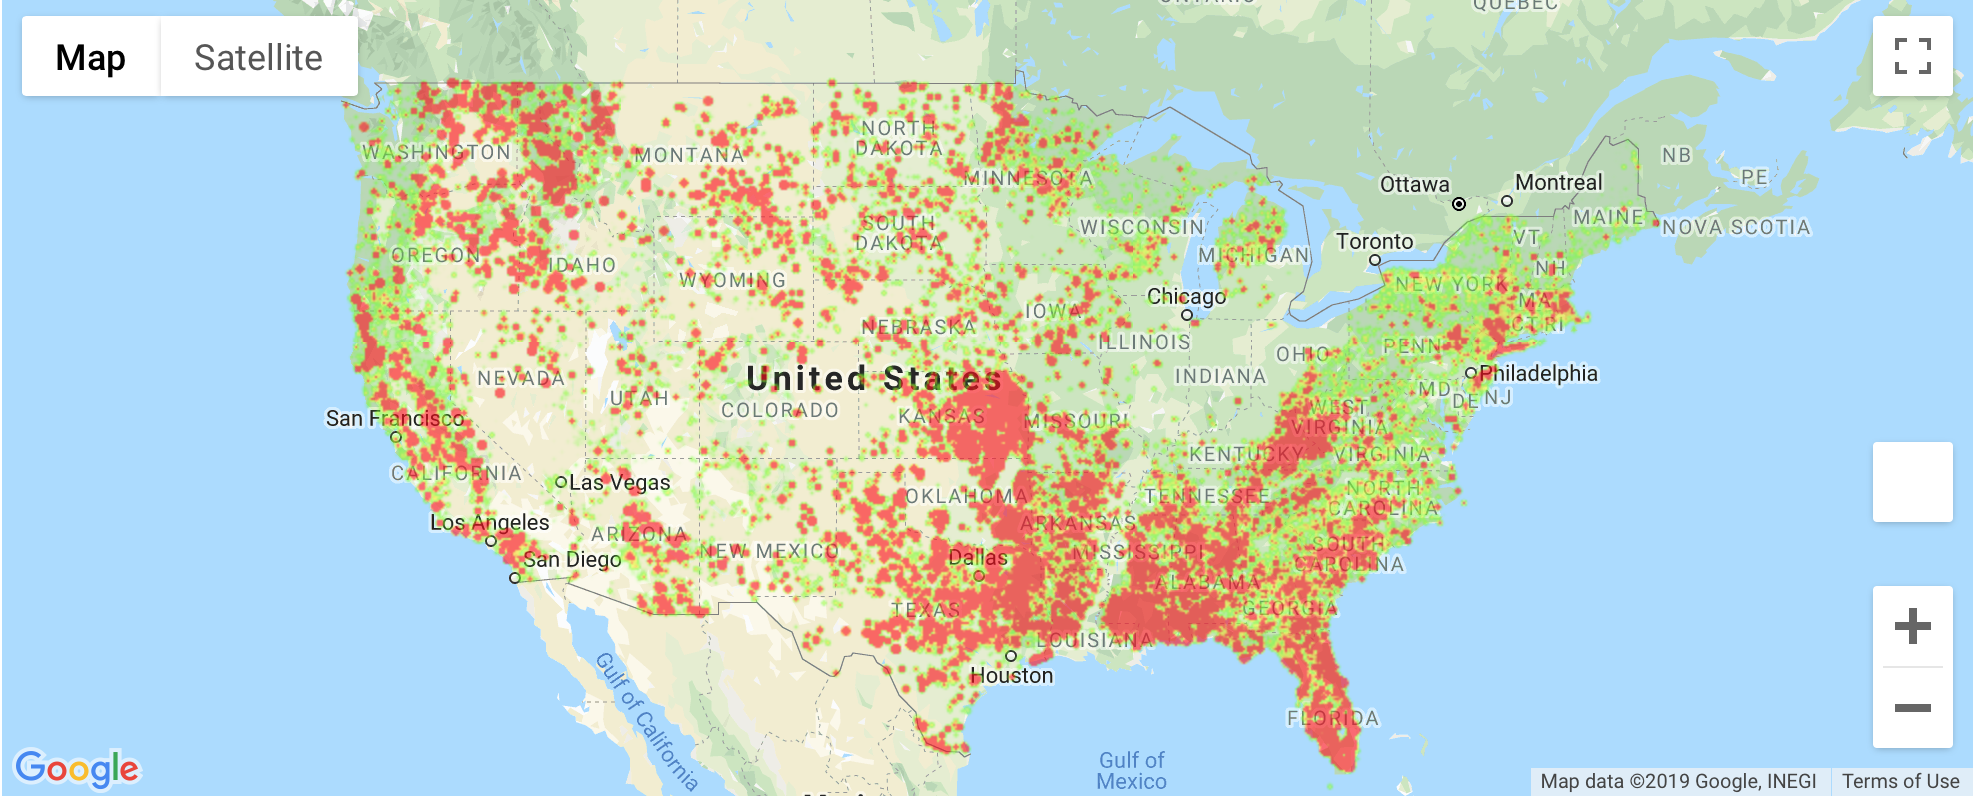 ONTARIO
QUEBEC
Map
Satellite
NORTH
DAKOTA
WASHINGTON
MONTANA
MINNESOTA
NB
PE
Ottawa
Montreal
MAINE
NOVA SCOTIA
SOUTH
DAKOTA
WISCONSIN
VT
Toronto
OREGON
IDAHO
MICHIGAN
NH
WYOMING
NEW YORK
Chicago
MA
IOWA
CT RI
NEBRASKA
ILLINOIS
OHIO
PENN
NEVADA
United States
INDIANA
Philadelphia
UTAH
COLORADO
MD
DE NJ
San Francisco
KANSAS
MISSOURI
WEST
VIRGINIA
KENTUCKY
VIRGINIA
CALIFORNIA
Las Vegas
OKLAHOMA
TENNESSEE
NORTH
CAROLINA
Los Angeles
ARIZONA
NEW MEXICO
ARKANSAS
MISSISSIPPI
SOUTH
CAROLINA
San Diego
Dallas
ALABAMA
TEXAS
GEORGIA
LOUISIANA
Houston
Gulf of California
FLORIDA
Gulf of
Mexico
Google
Map data ©2019 Google, INEGI
Terms of Use